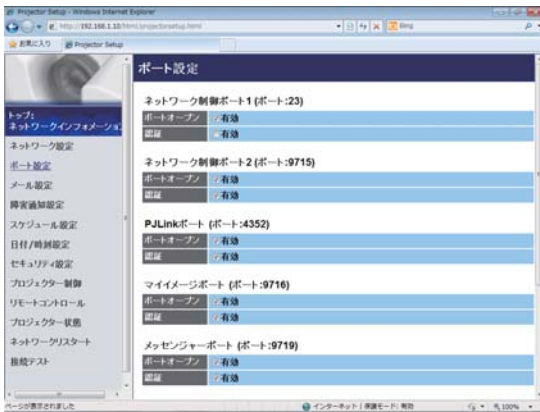 Projector Setup - Windows Internet Explorer
http://192.168.1.10/html/projectorsetup.html
Bing
お気に入り
Projector Setup
トップ:
ネットワークインフォメーション
ネットワーク設定
ポート設定
メール設定
障害通知設定
スケジュール設定
日付/時刻設定
セキュリティ設定
プロジェクター制御
リモートコントロール
プロジェクター状態
ネットワークリスタート
接続テスト
ポート設定
ネットワーク制御ポート1 (ポート:23)
ポートオープン 有効
認証 有効
ネットワーク制御ポート2 (ポート:9715)
ポートオープン 有効
認証 有効
PJLinkポート (ポート:4352)
ポートオープン 有効
認証 有効
マイイメージポート (ポート:9716)
ポートオープン 有効
認証 有効
メッセンジャーポート (ポート:9719)
ポートオープン 有効
認証 有効
ページが表示されました
インターネット | 保護モード: 有効
100%